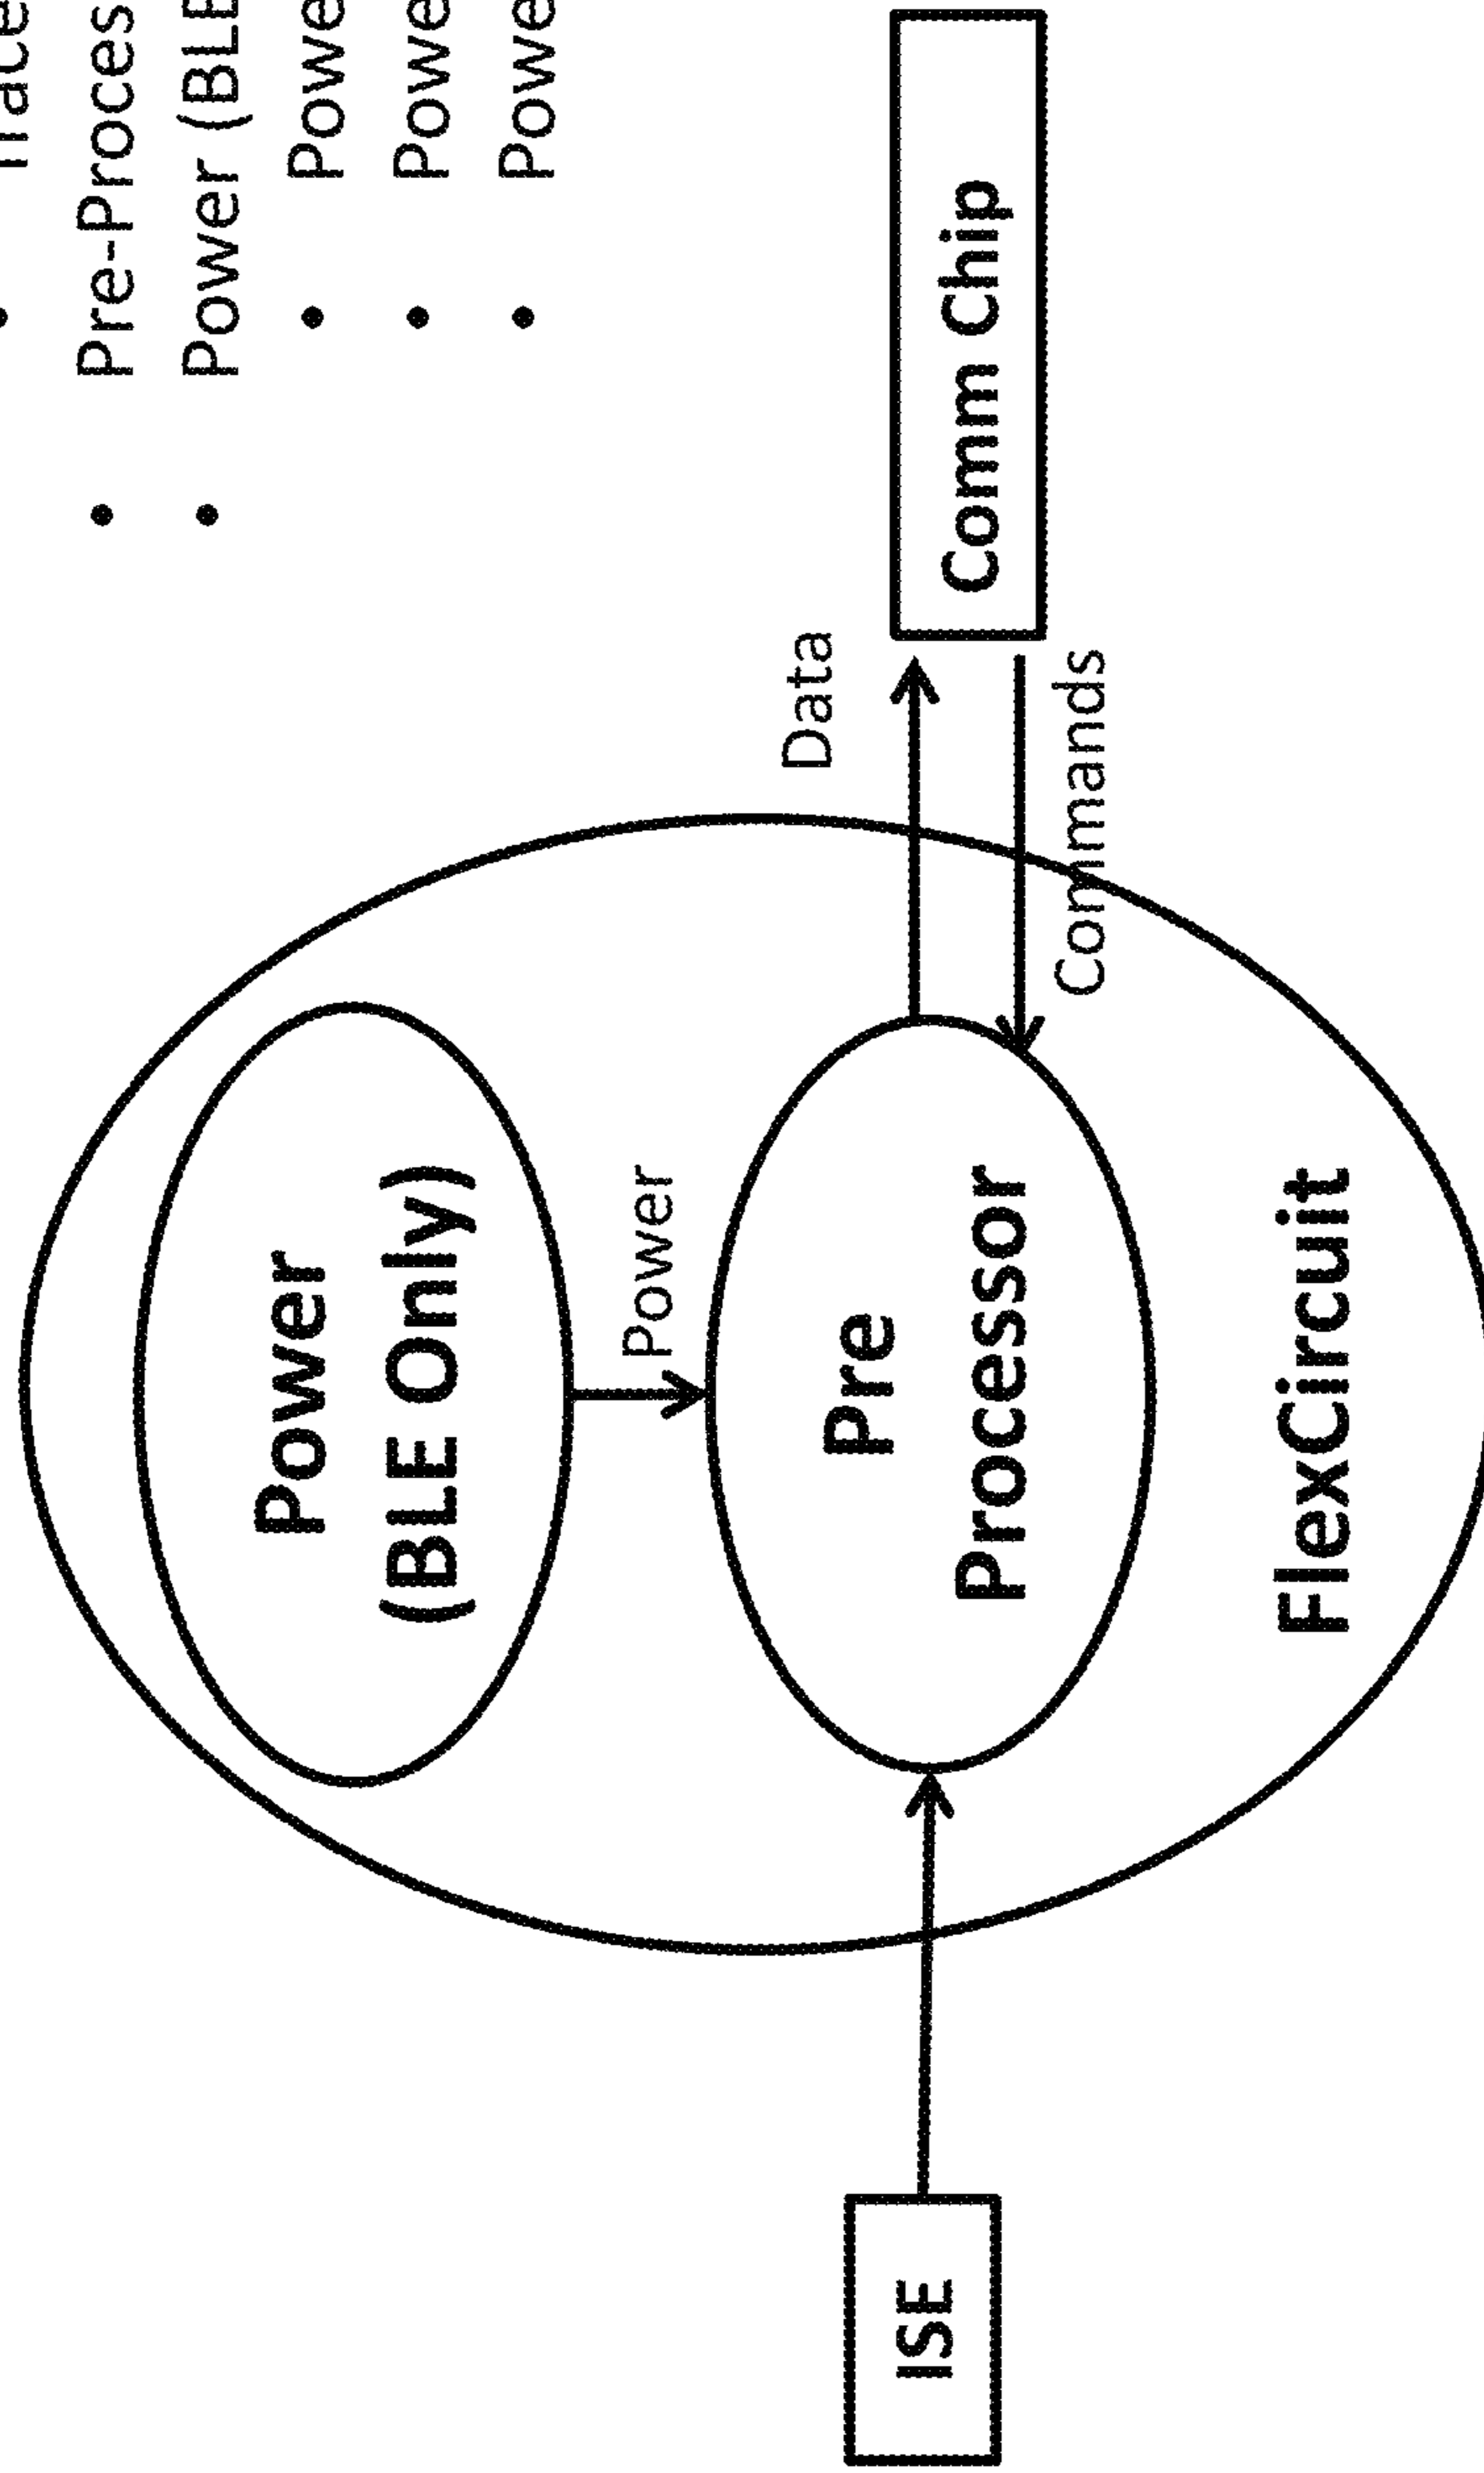 Pre-Proces
Power (BLE
Powe
Powe
Powe
Power
(BLE Only)
Power
Pre
Processor
FlexCircuit
ISE
Data
Commands
Comm Chip